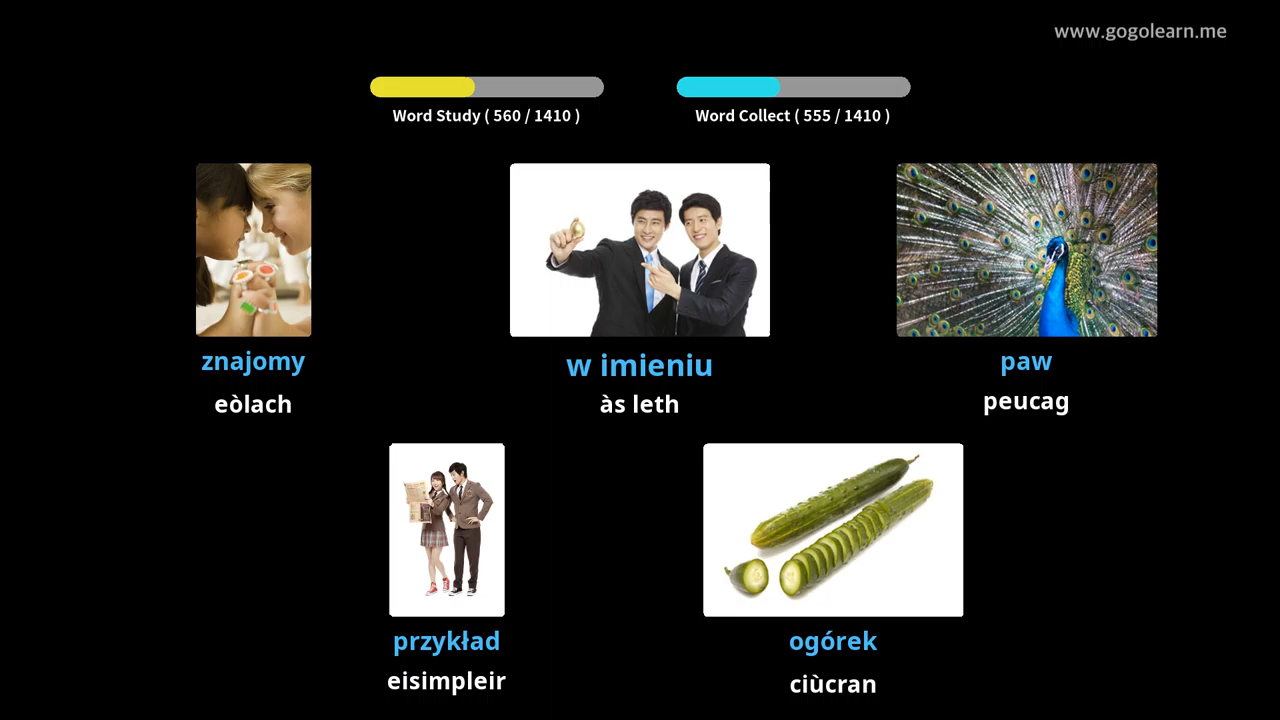 www.gogolearn.me
Word Study ( 560 / 1410 )
Word Collect ( 555 / 1410 )
znajomy
eòlach
w imieniu
às leth
paw
peucag
przykład
eisimpleir
ogórek
ciùcran